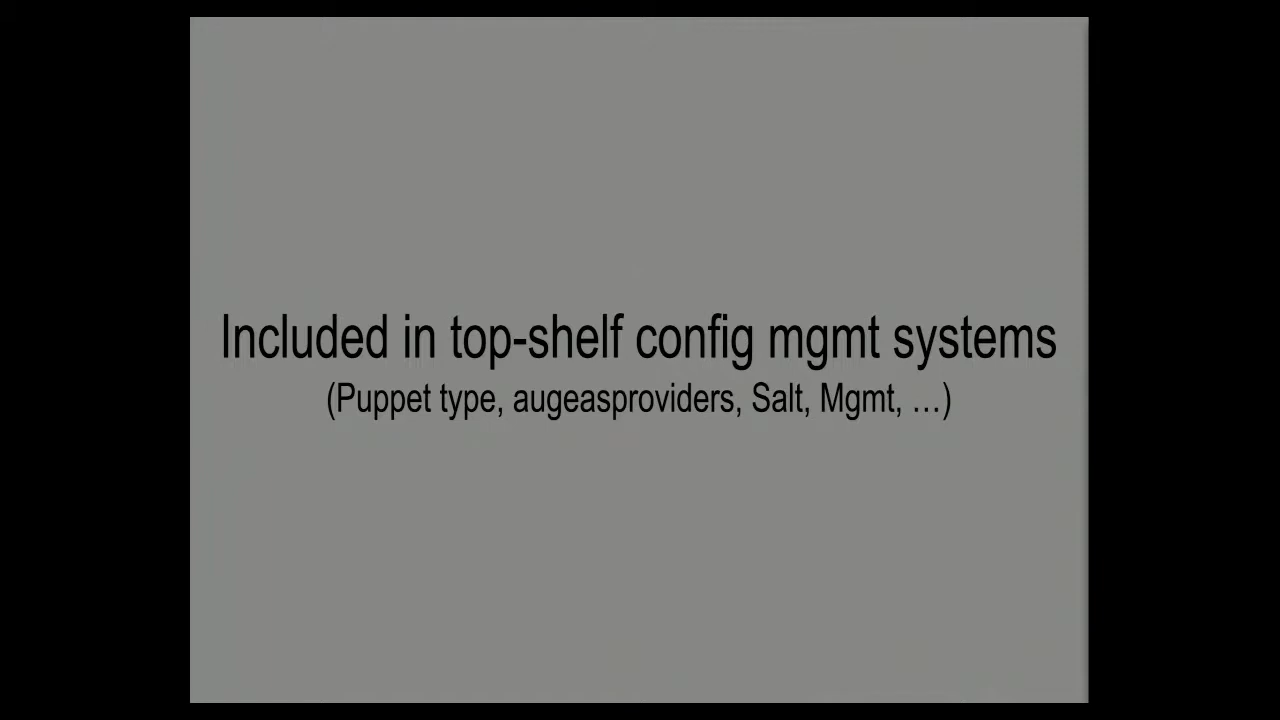 Included in top-shelf config mgmt systems
(Puppet type, augeasproviders, Salt, Mgmt, …)